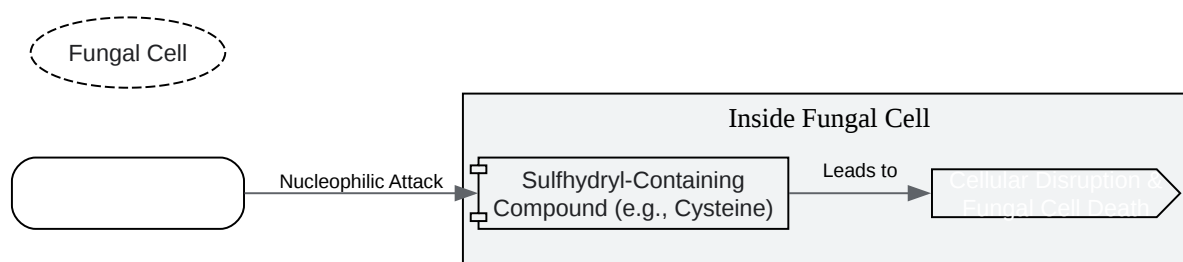 Fungal Cell
Inside Fungal Cell
Nucleophilic Attack
Sulfhydryl-Containing
Compound (e.g., Cysteine)
Leads to
Cellular Disruption &
Fungal Cell Death